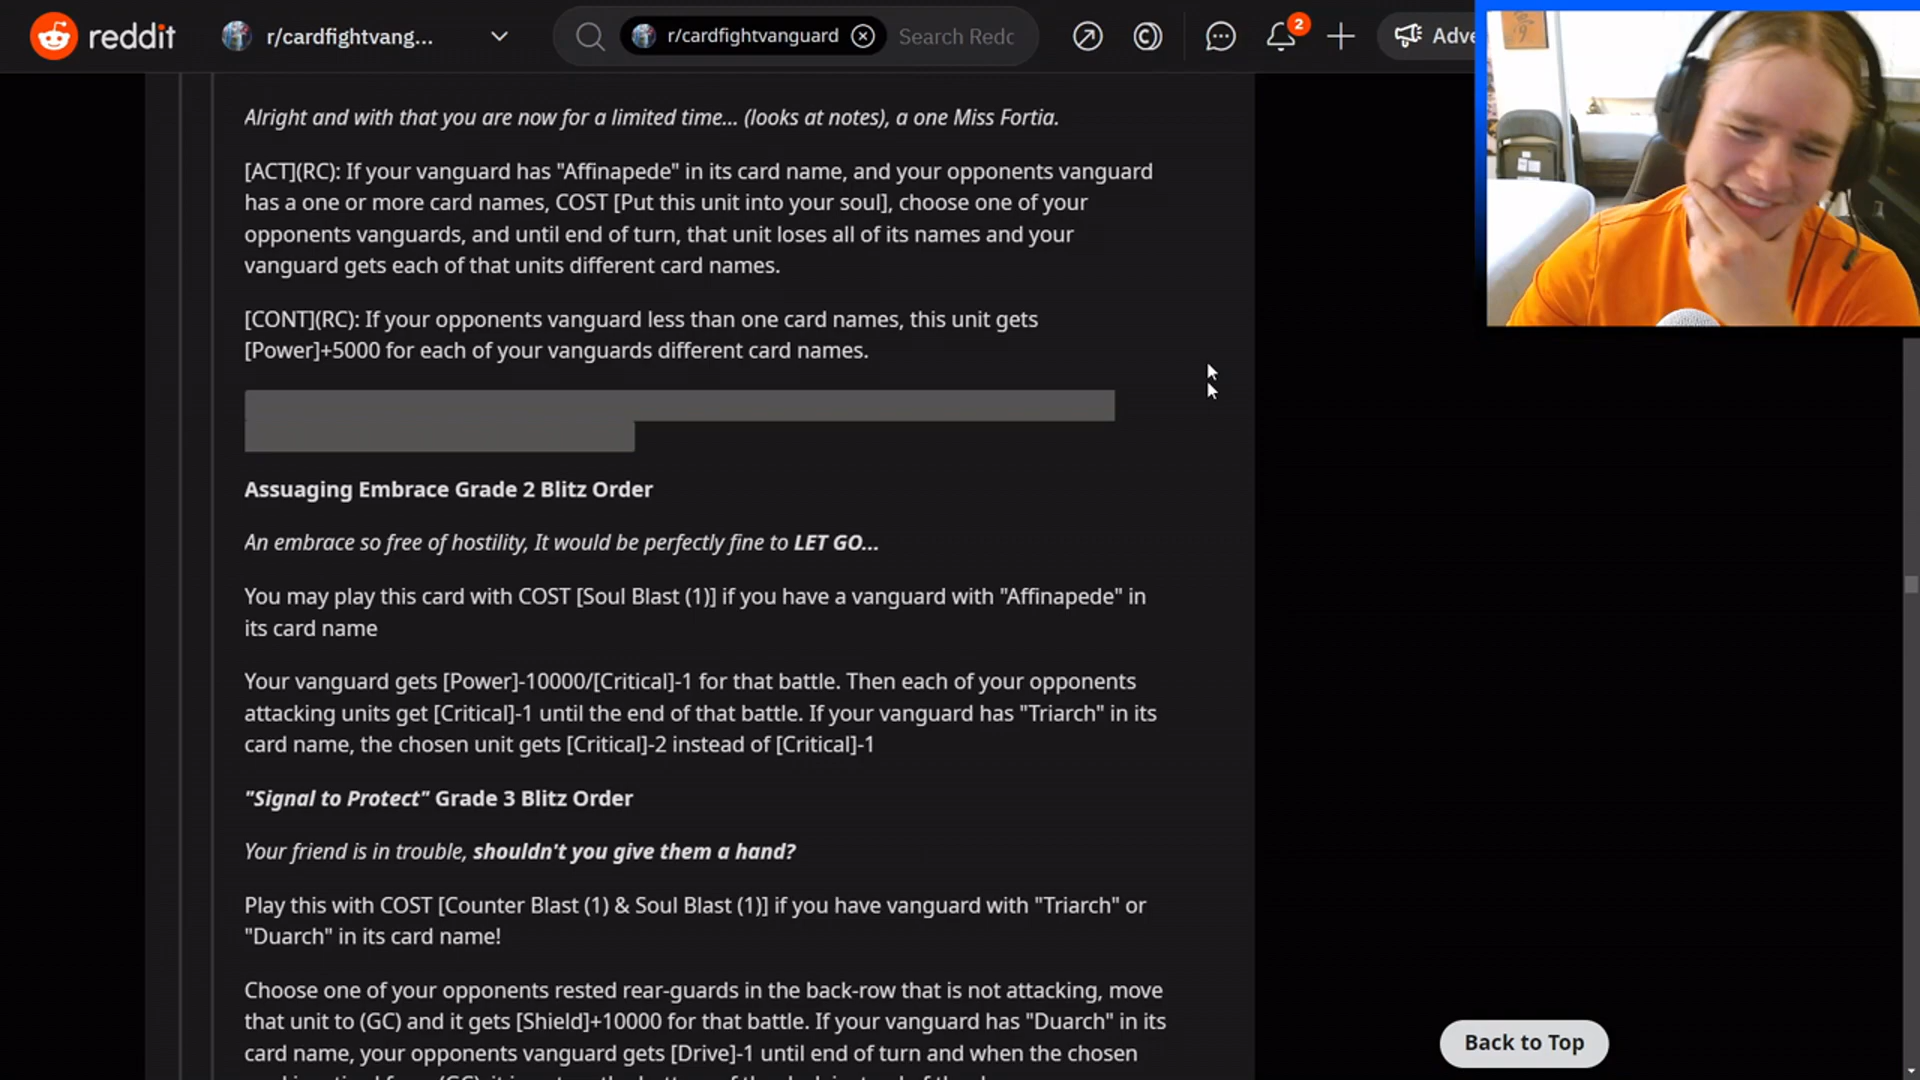 reddit
r/cardfightvang...
r/cardfightvanguard
Search Redc
2
Adve
Alright and with that you are now for a limited time... (looks at notes), a one Miss Fortia.
[ACT](RC): If your vanguard has "Affinapede" in its card name, and your opponents vanguard
has a one or more card names, COST [Put this unit into your soul], choose one of your
opponents vanguards, and until end of turn, that unit loses all of its names and your
vanguard gets each of that units different card names.
[CONT](RC): If your opponents vanguard less than one card names, this unit gets
[Power]+5000 for each of your vanguards different card names.
Assuaging Embrace Grade 2 Blitz Order
An embrace so free of hostility, It would be perfectly fine to LET GO...
You may play this card with COST [Soul Blast (1)] if you have a vanguard with "Affinapede" in
its card name
Your vanguard gets [Power]-10000/[Critical]-1 for that battle. Then each of your opponents
attacking units get [Critical]-1 until the end of that battle. If your vanguard has "Triarch" in its
card name, the chosen unit gets [Critical]-2 instead of [Critical]-1
"Signal to Protect" Grade 3 Blitz Order
Your friend is in trouble, shouldn't you give them a hand?
Play this with COST [Counter Blast (1) & Soul Blast (1)] if you have vanguard with "Triarch" or
"Duarch" in its card name!
Choose one of your opponents rested rear-guards in the back-row that is not attacking, move
that unit to (GC) and it gets [Shield]+10000 for that battle. If your vanguard has "Duarch" in its
card name, your opponents vanguard gets [Drive]-1 until end of turn and when the chosen
Back to Top